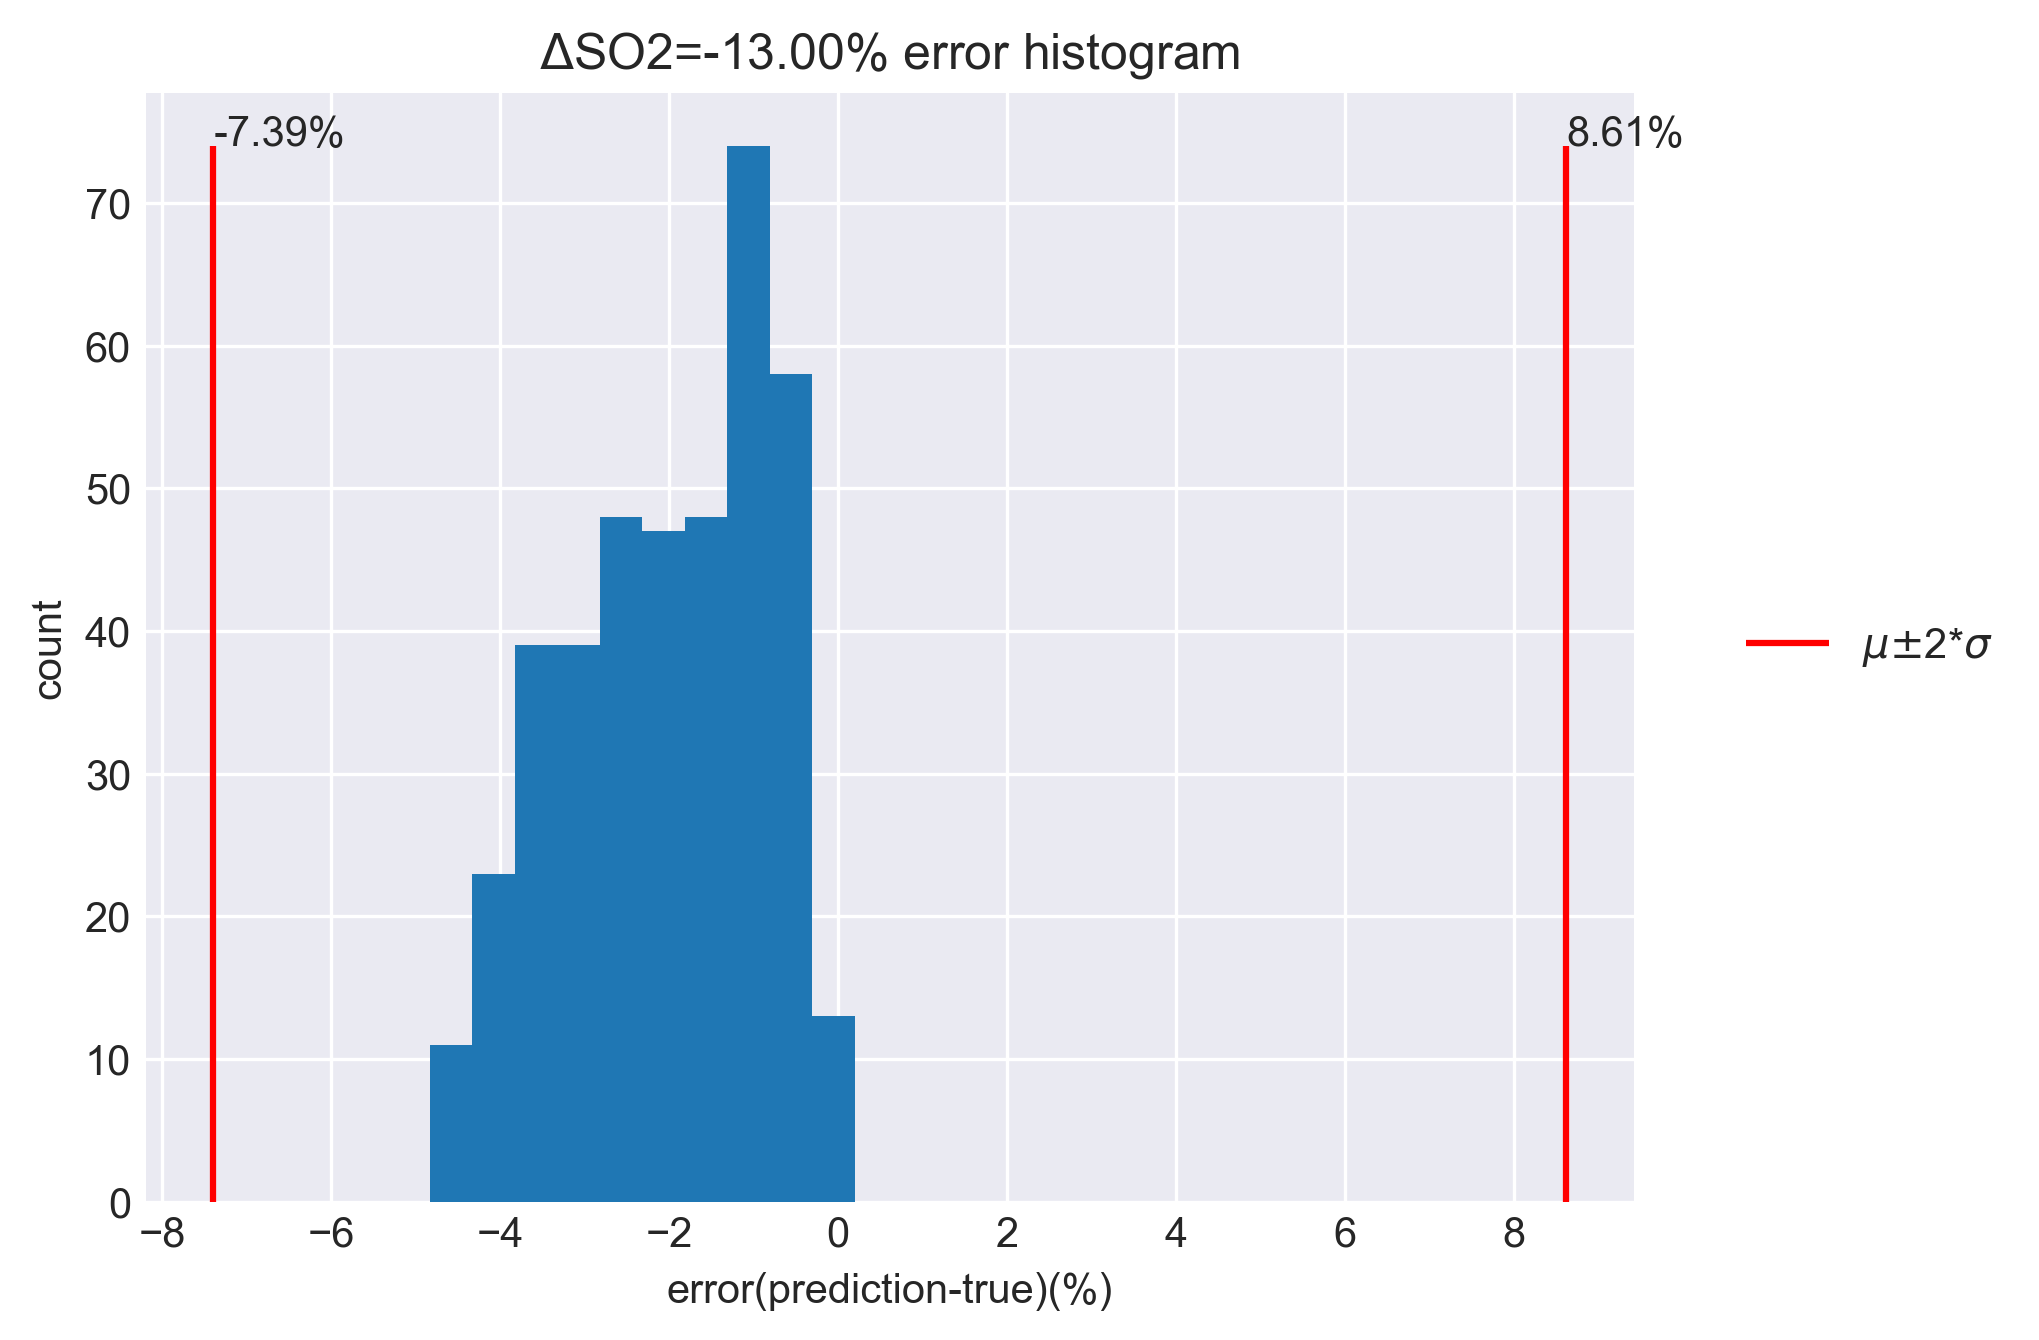 ΔSO2=-13.00% error histogram
-7.39%
8.61%
70
60
50
40
30
20
10
0
count
−8 −6 −4 −2 0 2 4 6 8
error(prediction-true)(%)
μ±2*σ